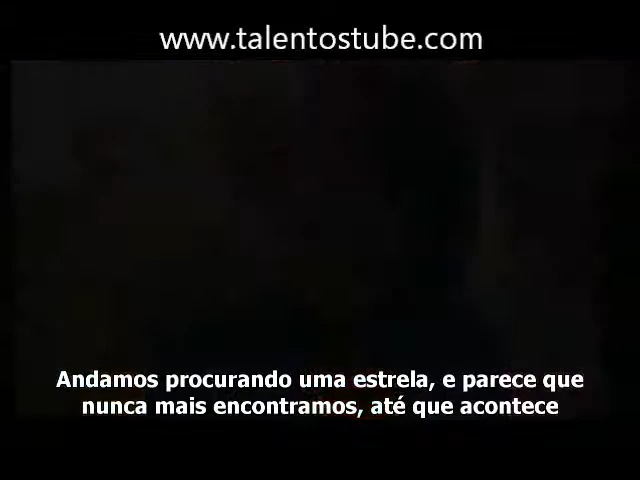 www.talentostube.com
Andamos procurando uma estrela, e parece que
nunca mais encontramos, até que acontece